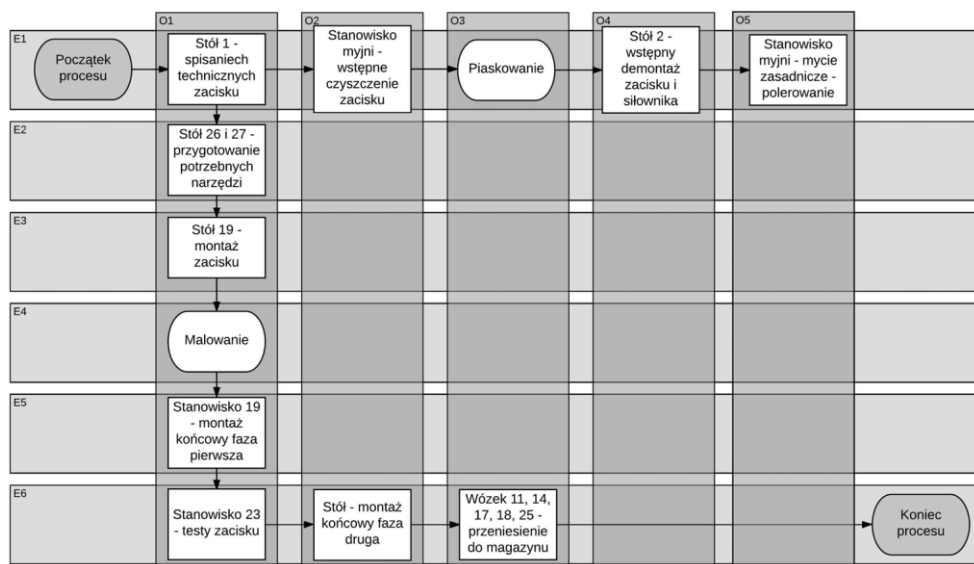 O1
O2
O3
O4
O5
E1
Początek
procesu
Stół 1 -
spisaniech
technicznych
zacisku
Stanowisko
myjni -
wstępne
czyszczenie
zacisku
Piaskowanie
Stół 2 -
wstępny
demontaż
zacisku i
siłownika
Stanowisko
myjni - mycie
zasadnicze -
polerowanie
E2
Stół 26 i 27 -
przygotowanie
potrzebnych
narzędzi
E3
Stół 19 -
montaż
zacisku
E4
Malowanie
E5
Stanowisko 19
- montaż
końcowy faza
pierwsza
E6
Stanowisko 23
- testy zacisku
Stół - montaż
końcowy faza
druga
Wózek 11, 14,
17, 18, 25 -
przeniesienie
do magazynu
Koniec
procesu